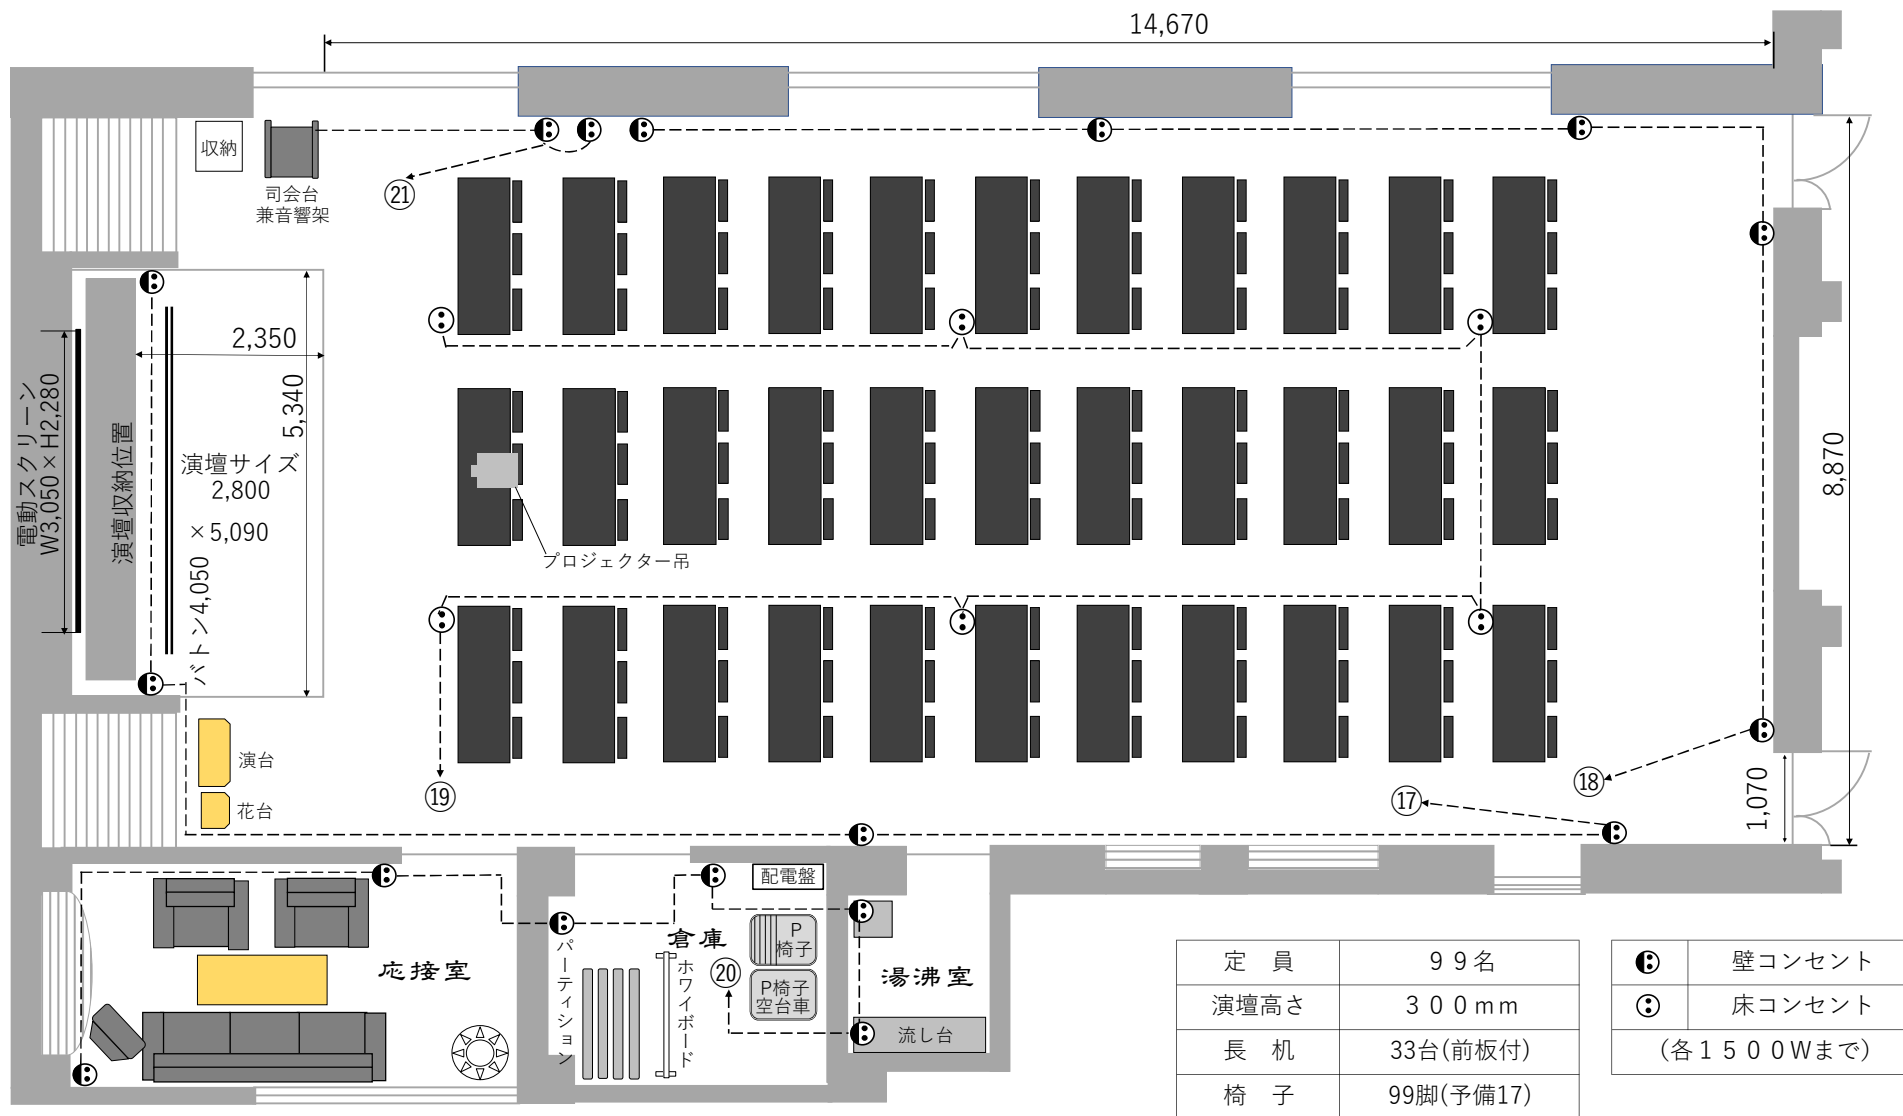 14,670
収納
司会台
兼音響架
㉑
2,350
5,340
電動スクリーン
W3,050×H2,280
演壇収納位置
演壇サイズ
2,800
×5,090
バトン4,050
プロジェクター吊
8,870
演台
花台
⑲
⑰
⑱
1,070
配電盤
P
椅子
倉庫
応接室
パーティション
ホワイボード
⑳
P椅子
空台車
湯沸室
流し台
定　員 ９９名
演壇高さ ３００mm
長　机 33台(前板付)
椅　子 99脚(予備17)
壁コンセント
床コンセント
(各１５００Wまで)